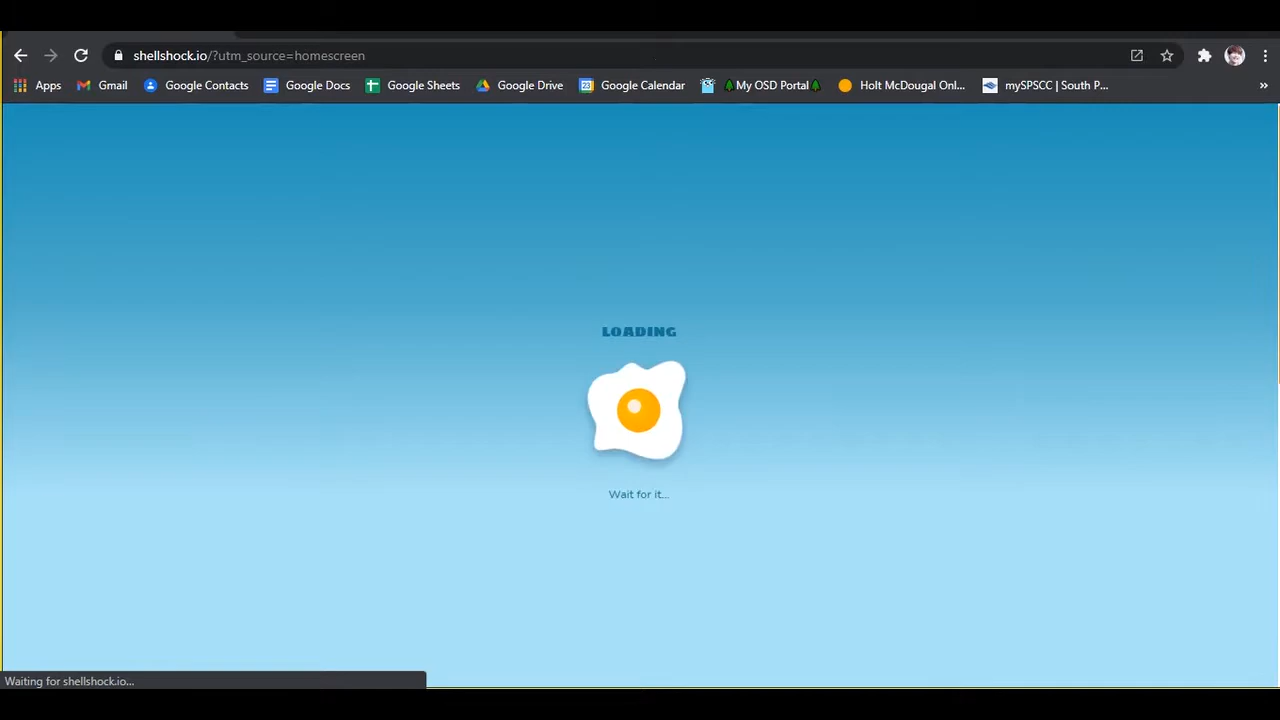 shellshock.io/?utm_source=homescreen
Apps Gmail Google Contacts Google Docs Google Sheets Google Drive 23 Google Calendar My OSD Portal Holt McDougal Onl... mySPSCC | South P... »
LOADING
Wait for it...
Waiting for shellshock.io...